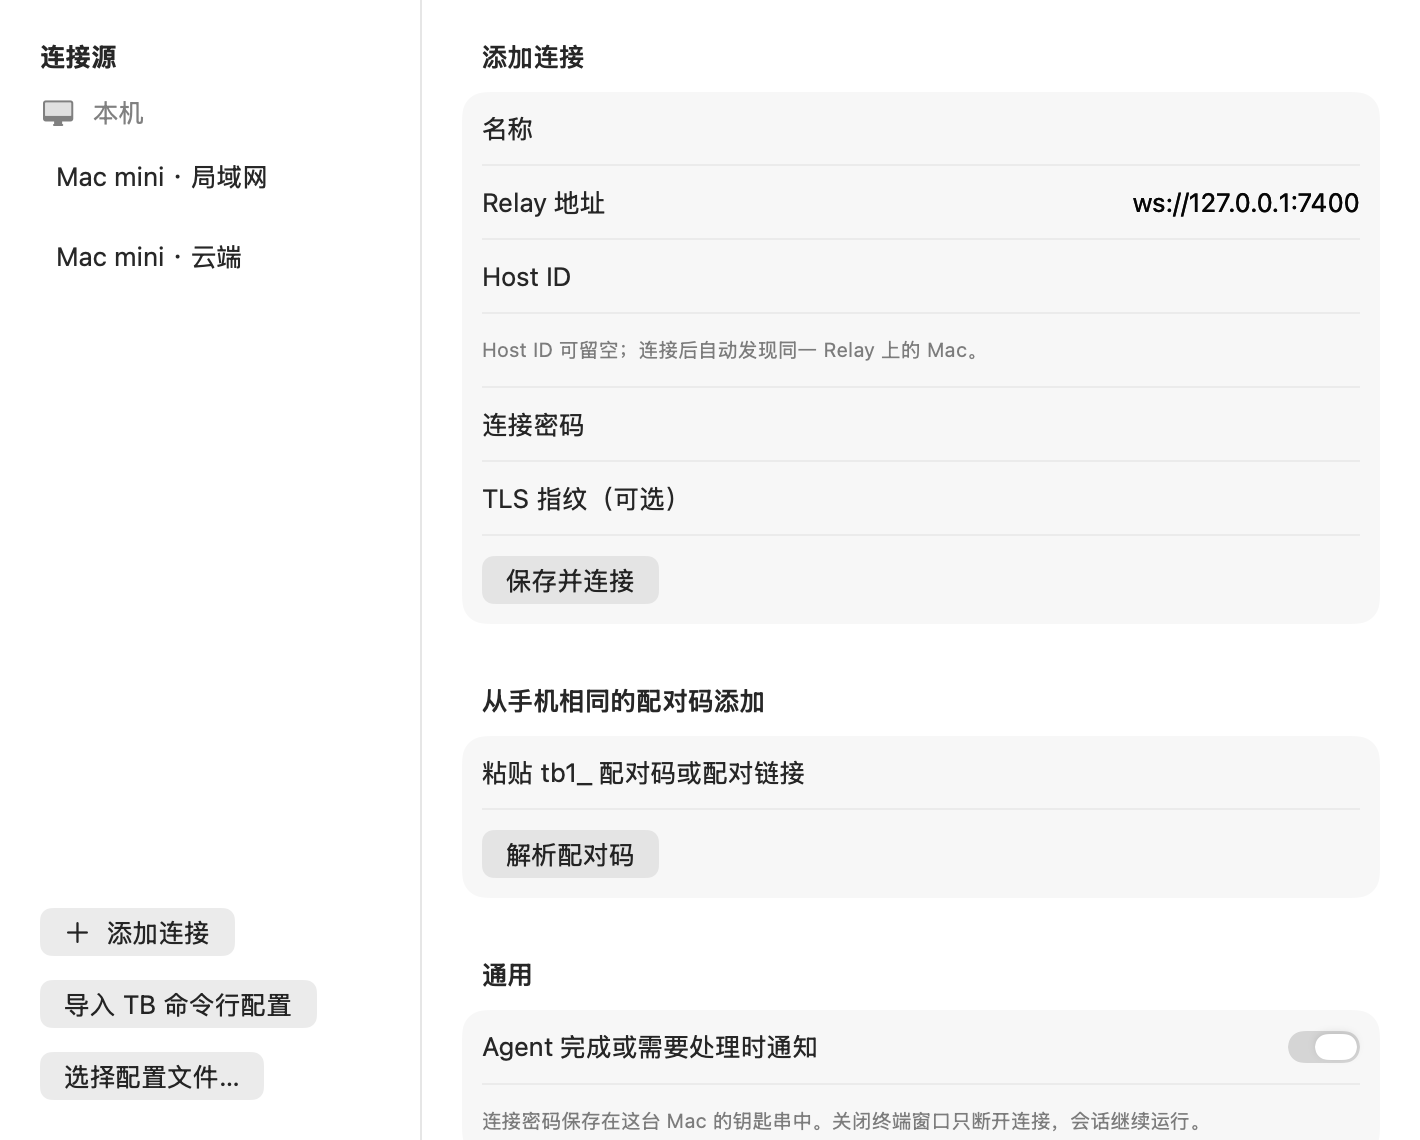 连接源
本机
Mac mini · 局域网
Mac mini · 云端
添加连接
导入 TB 命令行配置
选择配置文件...
添加连接
名称
Relay 地址 ws://127.0.0.1:7400
Host ID
Host ID 可留空；连接后自动发现同一 Relay 上的 Mac。
连接密码
TLS 指纹（可选）
保存并连接
从手机相同的配对码添加
粘贴 tb1_ 配对码或配对链接
解析配对码
通用
Agent 完成或需要处理时通知
连接密码保存在这台 Mac 的钥匙串中。关闭终端窗口只断开连接，会话继续运行。